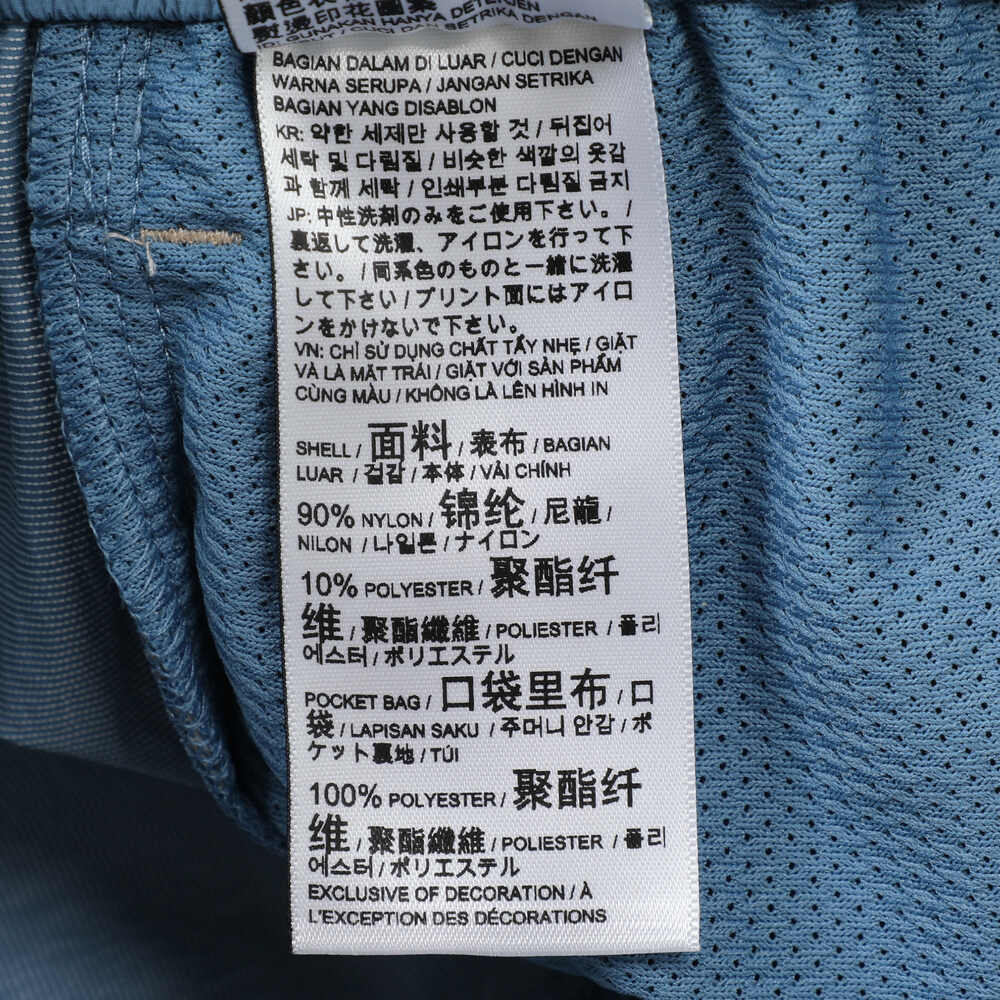 熨燙印花圖案
BAGIAN DALAM DI LUAR / CUCI DENGAN
WARNA SERUPA / JANGAN SETRIKA
BAGIAN YANG DISABLON
KR: 약한 세제만 사용할 것 / 뒤집어
세탁 및 다림질 / 비슷한 색깔의 옷감
과 함께 세탁 / 인쇄부분 다림질 금지
JP: 中性洗剤のみをご使用下さい。 /
裏返して洗濯、アイロンを行って下
さい。 / 同系色のものと一緒に洗濯
して下さい / プリント面にはアイロ
ンをかけないで下さい。
VN: CHỈ SỬ DỤNG CHẤT TẨY NHẸ / GIẶT
VÀ LÀ MẶT TRÁI / GIẶT VỚI SẢN PHẨM
CÙNG MÀU / KHÔNG LÀ LÊN HÌNH IN
SHELL / 面料 / 表布 / BAGIAN
LUAR / 겉감 / 本体 / VẢI CHÍNH
90% NYLON / 锦纶 / 尼龍 /
NILON / 나일론 / ナイロン
10% POLYESTER / 聚酯纤
维 / 聚酯纖維 / POLIESTER / 폴리
에스터 / ポリエステル
POCKET BAG / 口袋里布 / 口
袋 / LAPISAN SAKU / 주머니 안감 / ポ
ケット裏地 / TÚI
100% POLYESTER / 聚酯纤
维 / 聚酯纖維 / POLIESTER / 폴리
에스터 / ポリエステル
EXCLUSIVE OF DECORATION / À
L'EXCEPTION DES DÉCORATIONS